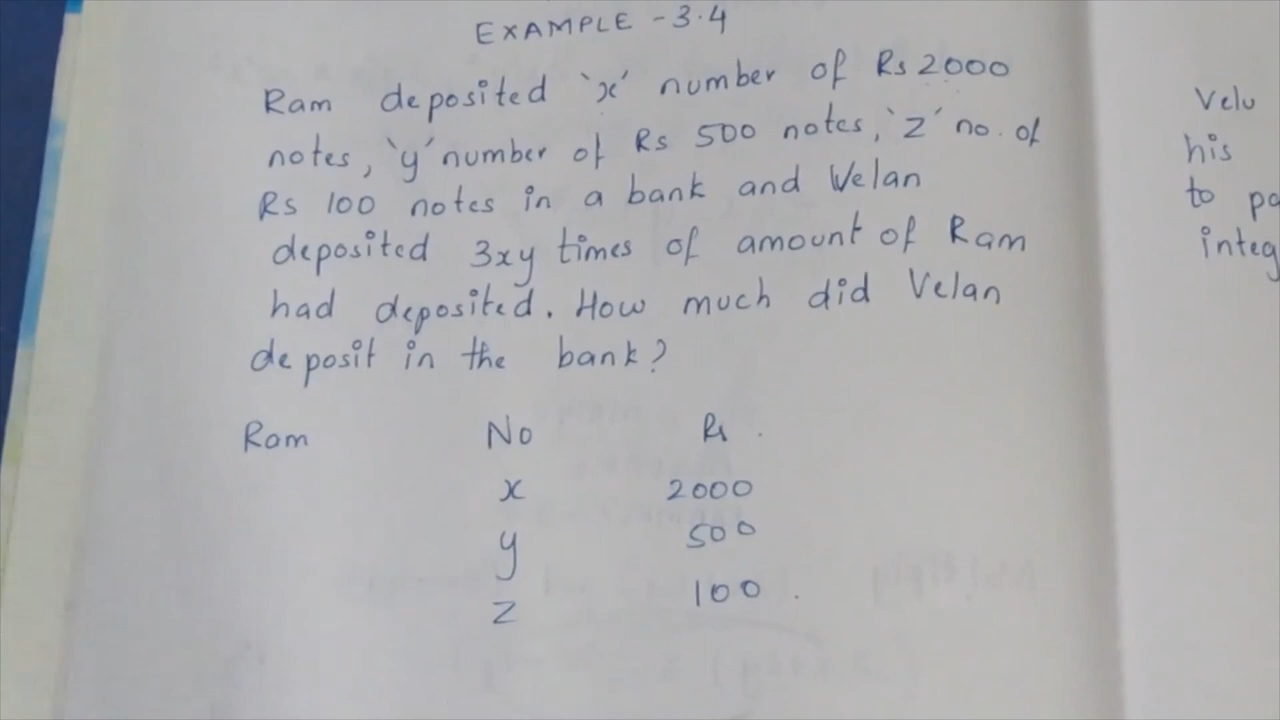 EXAMPLE - 3.4
Ram deposited 'x' number of Rs 2000
notes, 'y' number of Rs 500 notes, 'z' no. of
Rs 100 notes in a bank and Velan
deposited 3xy times of amount of Ram
had deposited. How much did Velan
deposit in the bank?
Ram No Rs.
x 2000
y 500
z 100.
Velu
his
to pa
integ